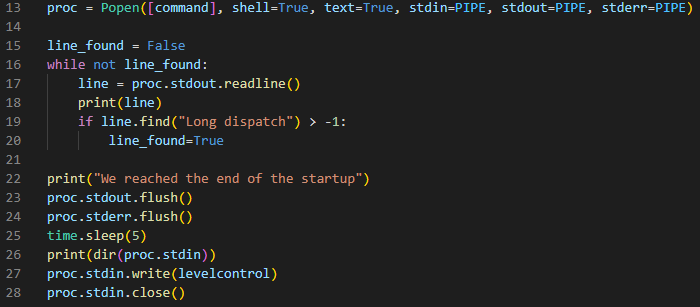 13 proc = Popen([command], shell=True, text=True, stdin=PIPE, stdout=PIPE, stderr=PIPE)
14
15 line_found = False
16 while not line_found:
17     line = proc.stdout.readline()
18     print(line)
19     if line.find("Long dispatch") > -1:
20         line_found=True
21
22 print("We reached the end of the startup")
23 proc.stdout.flush()
24 proc.stderr.flush()
25 time.sleep(5)
26 print(dir(proc.stdin))
27 proc.stdin.write(levelcontrol)
28 proc.stdin.close()